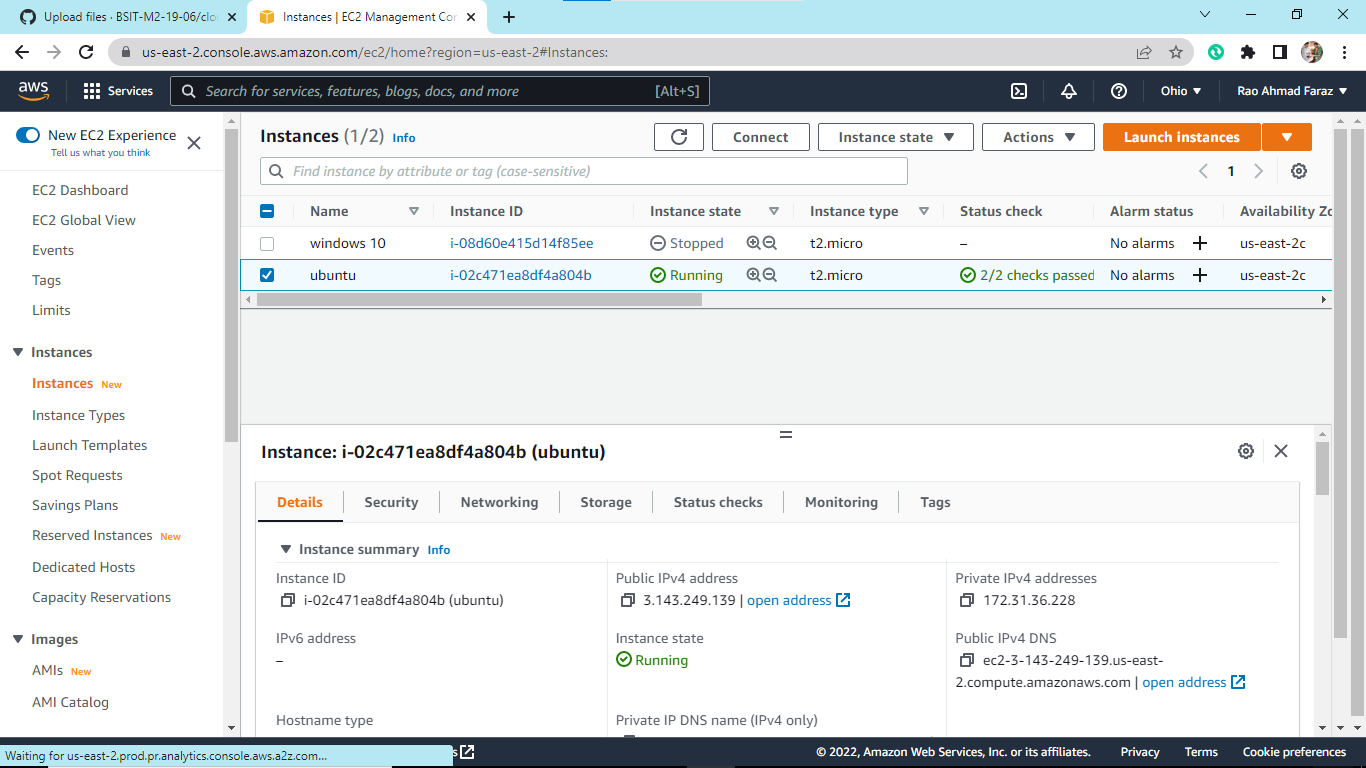 Upload files · BSIT-M2-19-06/clo
Instances | EC2 Management Con
us-east-2.console.aws.amazon.com/ec2/home?region=us-east-2#Instances:
aws
Services
Search for services, features, blogs, docs, and more
[Alt+S]
Ohio
Rao Ahmad Faraz
New EC2 Experience
Tell us what you think
EC2 Dashboard
EC2 Global View
Events
Tags
Limits
Instances
Instances New
Instance Types
Launch Templates
Spot Requests
Savings Plans
Reserved Instances New
Dedicated Hosts
Capacity Reservations
Images
AMIs New
AMI Catalog
Instances (1/2) Info
Connect
Instance state
Actions
Launch instances
Find instance by attribute or tag (case-sensitive)
1
Name Instance ID Instance state Instance type Status check Alarm status Availability Zo
windows 10 i-08d60e415d14f85ee Stopped t2.micro – No alarms + us-east-2c
ubuntu i-02c471ea8df4a804b Running t2.micro 2/2 checks passed No alarms + us-east-2c
Instance: i-02c471ea8df4a804b (ubuntu)
Details Security Networking Storage Status checks Monitoring Tags
Instance summary Info
Instance ID
i-02c471ea8df4a804b (ubuntu)
Public IPv4 address
3.143.249.139 | open address
Private IPv4 addresses
172.31.36.228
IPv6 address
–
Instance state
Running
Public IPv4 DNS
ec2-3-143-249-139.us-east-
2.compute.amazonaws.com | open address
Hostname type
Private IP DNS name (IPv4 only)
Waiting for us-east-2.prod.pr.analytics.console.aws.a2z.com...
© 2022, Amazon Web Services, Inc. or its affiliates.
Privacy
Terms
Cookie preferences